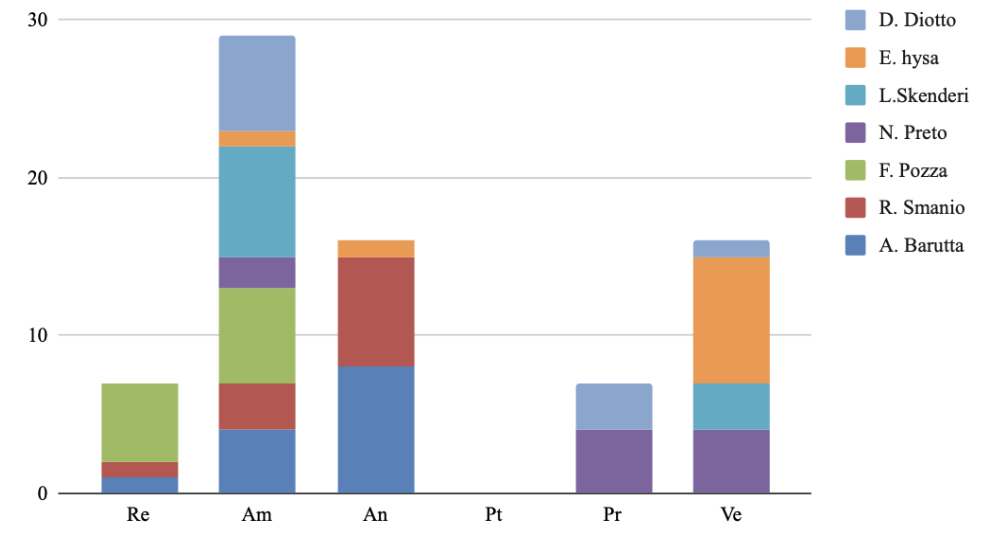 30
20
10
0
Re Am An Pt Pr Ve
D. Diotto
E. hysa
L.Skenderi
N. Preto
F. Pozza
R. Smanio
A. Barutta